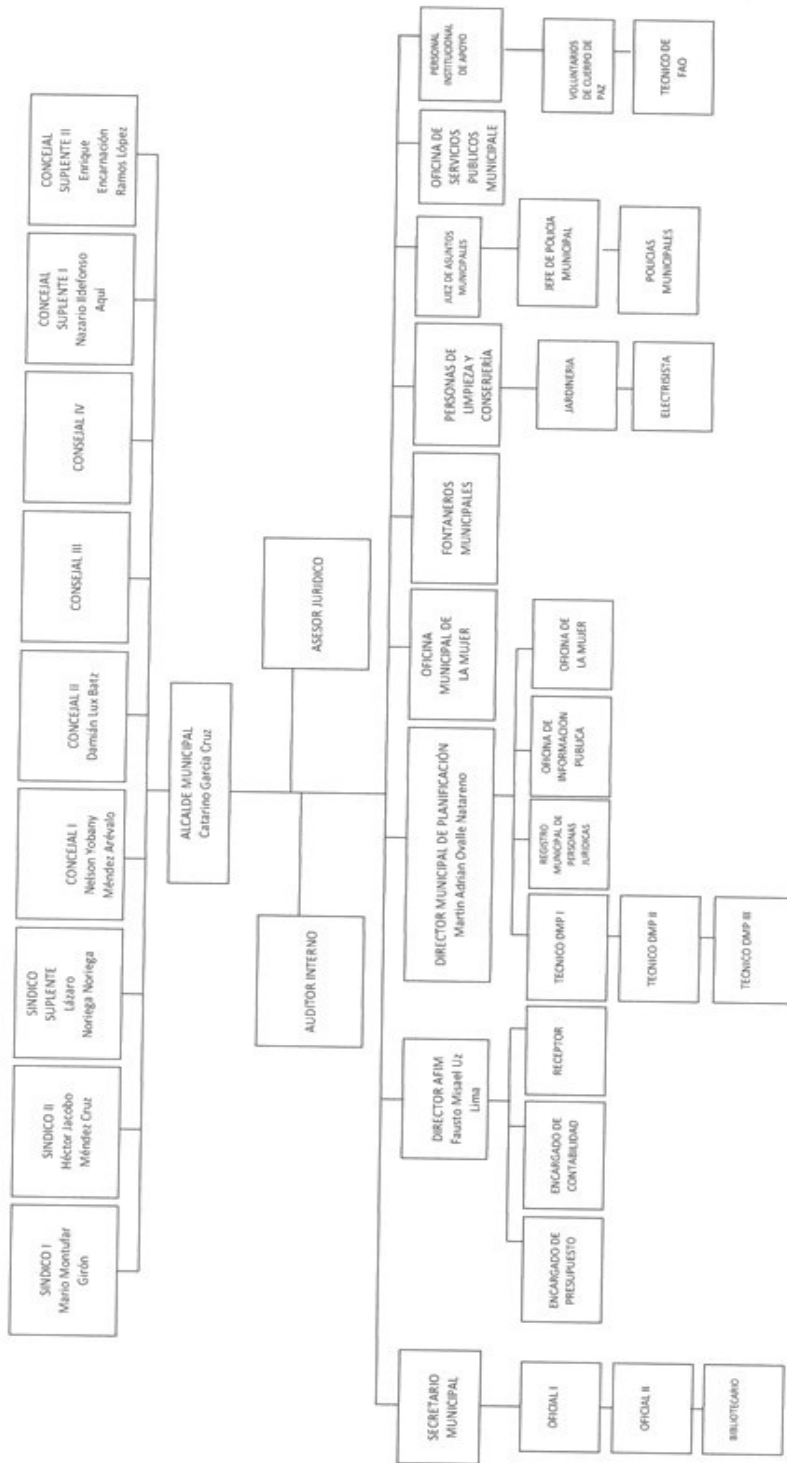 SINDICO I
Mario Montufar
Girón
SINDICO II
Héctor Jacobo
Méndez Cruz
SINDICO
SUPLENTE
Lázaro
Noriega Noriega
CONCEJAL I
Nelson Yobany
Méndez Arévalo
CONCEJAL II
Damián Lux Batz
CONSEJAL III
CONSEJAL IV
CONCEJAL
SUPLENTE I
Nazario Ildefonso
Aquí
CONCEJAL
SUPLENTE II
Enrique
Encarnación
Ramos López
ALCALDE MUNICIPAL
Catarino García Cruz
AUDITOR INTERNO
ASESOR JURIDICO
SECRETARIO
MUNICIPAL
OFICIAL I
OFICIAL II
BIBLIOTECARIO
DIRECTOR AFIM
Fausto Misael Uz
Lima
ENCARGADO DE
PRESUPUESTO
ENCARGADO DE
CONTABILIDAD
RECEPTOR
DIRECTOR MUNICIPAL DE PLANIFICACIÓN
Martin Adrian Ovalle Natareno
TECNICO DMP I
TECNICO DMP II
TECNICO DMP III
REGISTRO
MUNICIPAL DE
PERSONAS
JURIDICAS
OFICINA DE
INFORMACION
PUBLICA
OFICINA DE
LA MUJER
OFICINA
MUNICIPAL DE
LA MUJER
FONTANEROS
MUNICIPALES
PERSONAS DE
LIMPIEZA Y
CONSERJERÍA
JARDINERIA
ELECTRISISTA
JUEZ DE ASUNTOS
MUNICIPALES
JEFE DE POLICIA
MUNICIPAL
POLICIAS
MUNICIPALES
OFICINA DE
SERVICIOS
PUBLICOS
MUNICIPALE
PERSONAL
INSTITUCIONAL
DE APOYO
VOLUNTARIOS
DE CUERPO DE
PAZ
TECNICO DE
FAO